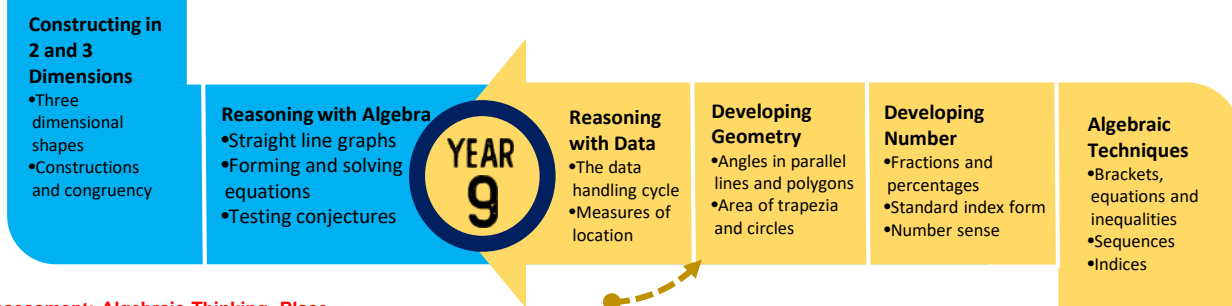 Constructing in
2 and 3
Dimensions
•Three
dimensional
shapes
•Constructions
and congruency
Reasoning with Algebra
•Straight line graphs
•Forming and solving
equations
•Testing conjectures
YEAR
9
Reasoning
with Data
•The data
handling cycle
•Measures of
location
Developing
Geometry
•Angles in parallel
lines and polygons
•Area of trapezia
and circles
Developing
Number
•Fractions and
percentages
•Standard index form
•Number sense
Algebraic
Techniques
•Brackets,
equations and
inequalities
•Sequences
•Indices